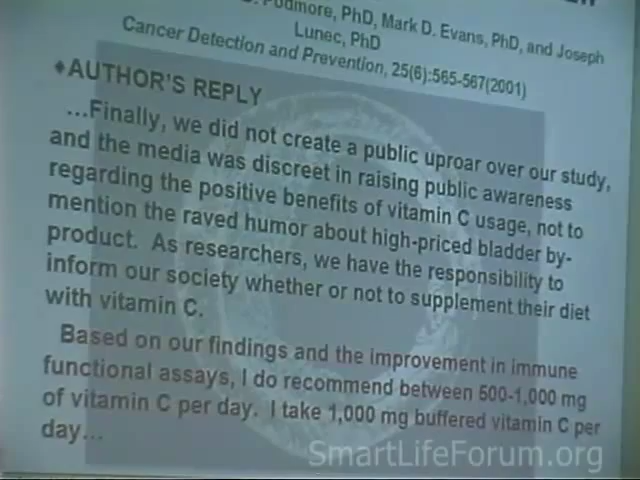 Podmore, PhD, Mark D. Evans, PhD, and Joseph
Lunec, PhD
Cancer Detection and Prevention, 25(6):565-567(2001)
♦AUTHOR'S REPLY
...Finally, we did not create a public uproar over our study,
and the media was discreet in raising public awareness
regarding the positive benefits of vitamin C usage, not to
mention the raved humor about high-priced bladder by-
product. As researchers, we have the responsibility to
inform our society whether or not to supplement their diet
with vitamin C.
Based on our findings and the improvement in immune
functional assays, I do recommend between 500-1,000 mg
of vitamin C per day. I take 1,000 mg buffered vitamin C per
day...
SmartLifeForum.org